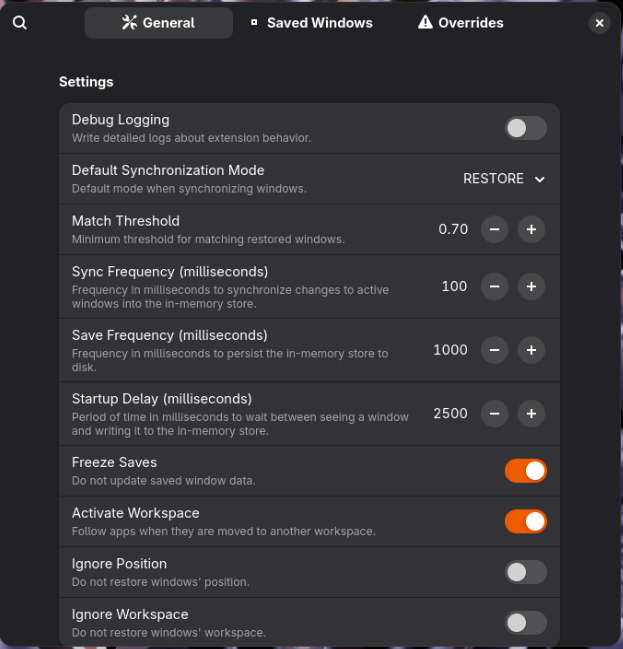 General
Saved Windows
Overrides
Settings
Debug Logging
Write detailed logs about extension behavior.
Default Synchronization Mode
Default mode when synchronizing windows.
RESTORE
Match Threshold
Minimum threshold for matching restored windows.
0.70
Sync Frequency (milliseconds)
Frequency in milliseconds to synchronize changes to active
windows into the in-memory store.
100
Save Frequency (milliseconds)
Frequency in milliseconds to persist the in-memory store to
disk.
1000
Startup Delay (milliseconds)
Period of time in milliseconds to wait between seeing a window
and writing it to the in-memory store.
2500
Freeze Saves
Do not update saved window data.
Activate Workspace
Follow apps when they are moved to another workspace.
Ignore Position
Do not restore windows' position.
Ignore Workspace
Do not restore windows' workspace.